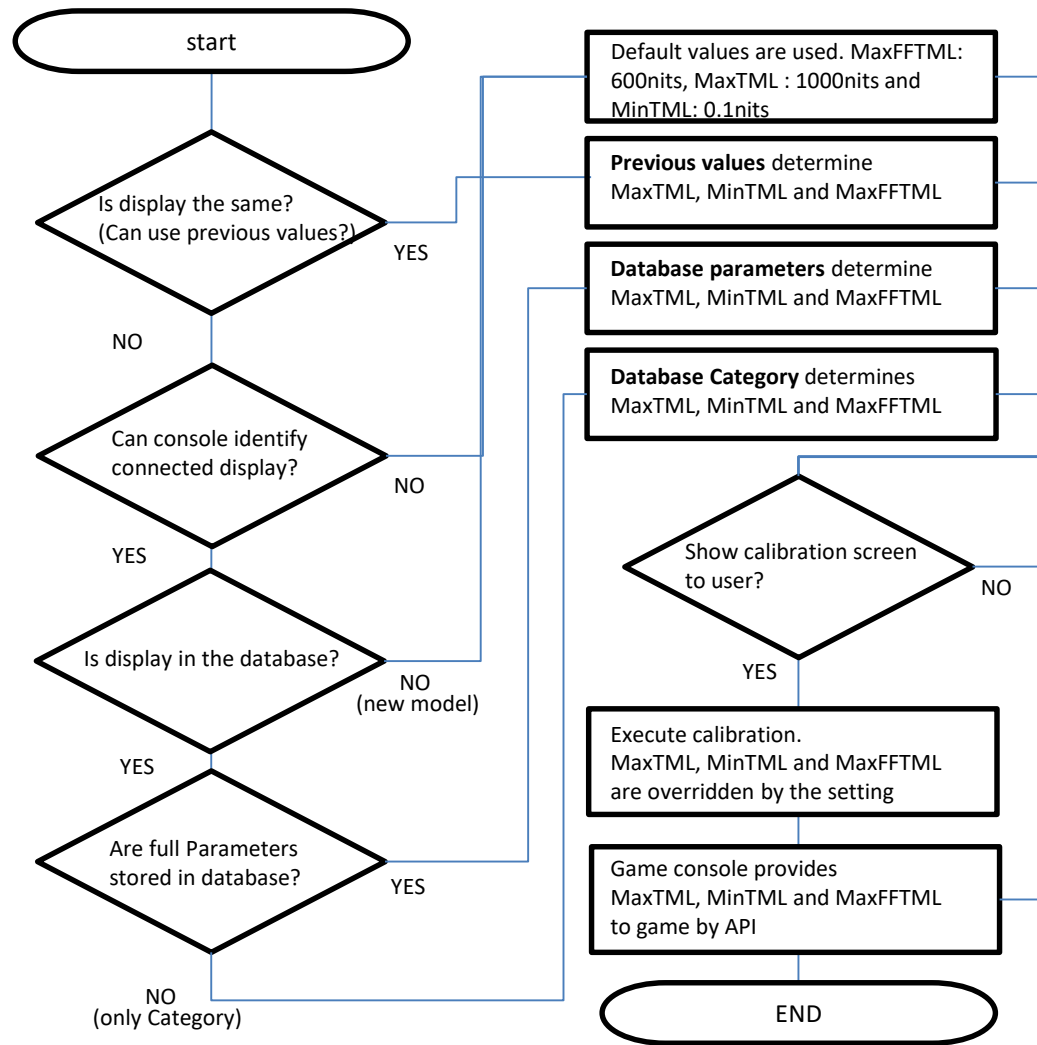 start
Is display the same?
(Can use previous values?)
YES
NO
Can console identify
connected display?
NO
YES
Is display in the database?
NO
(new model)
YES
Are full Parameters
stored in database?
YES
NO
(only Category)
Default values are used. MaxFFTML:
600nits, MaxTML : 1000nits and
MinTML: 0.1nits
Previous values determine
MaxTML, MinTML and MaxFFTML
Database parameters determine
MaxTML, MinTML and MaxFFTML
Database Category determines
MaxTML, MinTML and MaxFFTML
Show calibration screen
to user?
NO
YES
Execute calibration.
MaxTML, MinTML and MaxFFTML
are overridden by the setting
Game console provides
MaxTML, MinTML and MaxFFTML
to game by API
END